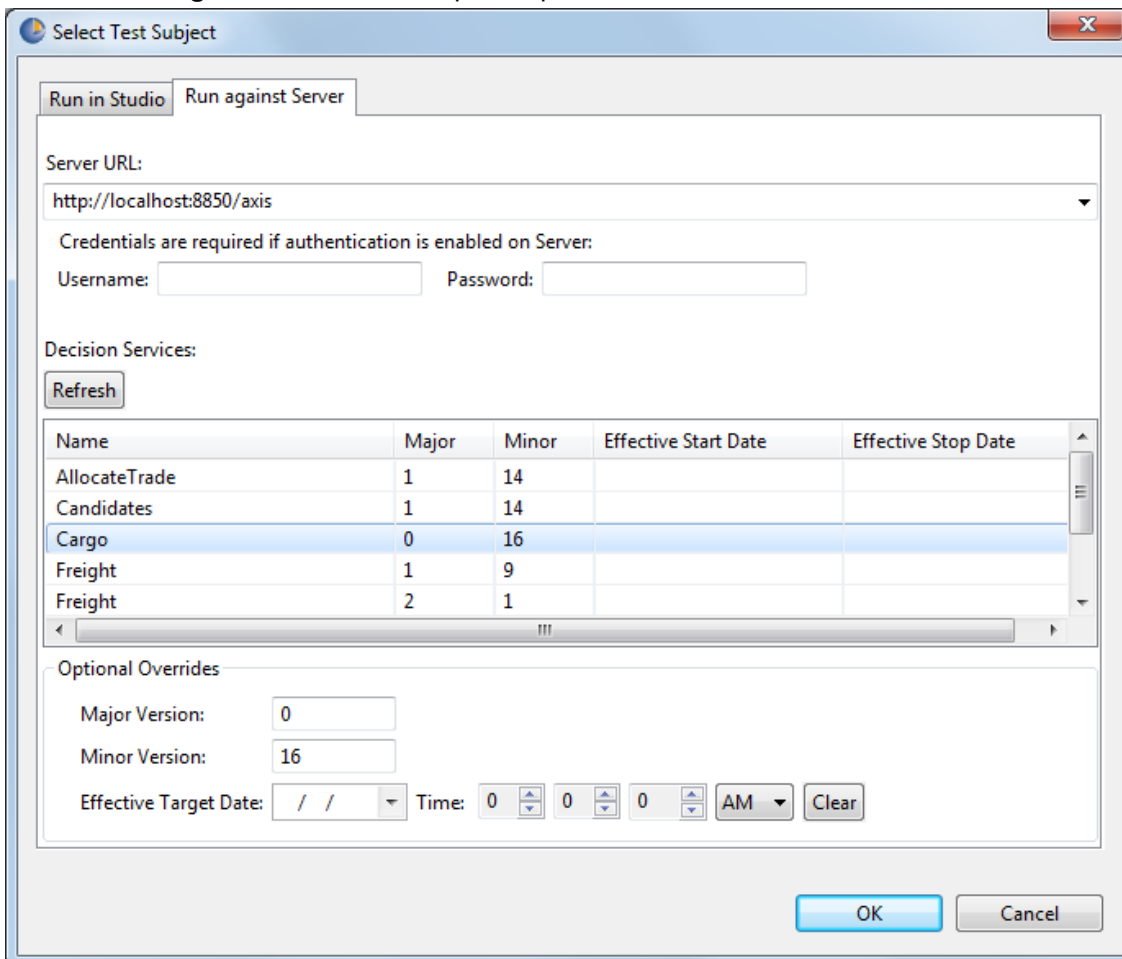 Select Test Subject
Run in Studio Run against Server
Server URL:
http://localhost:8850/axis
Credentials are required if authentication is enabled on Server:
Username: Password:
Decision Services:
Refresh
Name Major Minor Effective Start Date Effective Stop Date
AllocateTrade 1 14
Candidates 1 14
Cargo 0 16
Freight 1 9
Freight 2 1
Optional Overrides
Major Version: 0
Minor Version: 16
Effective Target Date: / / Time: 0 0 0 AM Clear
OK Cancel